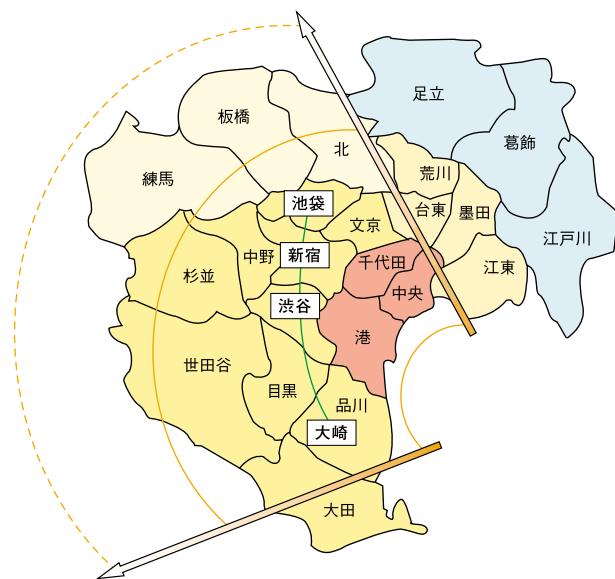 足立
板橋
葛飾
北
荒川
練馬
池袋
台東
墨田
文京
江戸川
新宿
中野
千代田
江東
杉並
中央
渋谷
港
世田谷
目黒
品川
大崎
大田